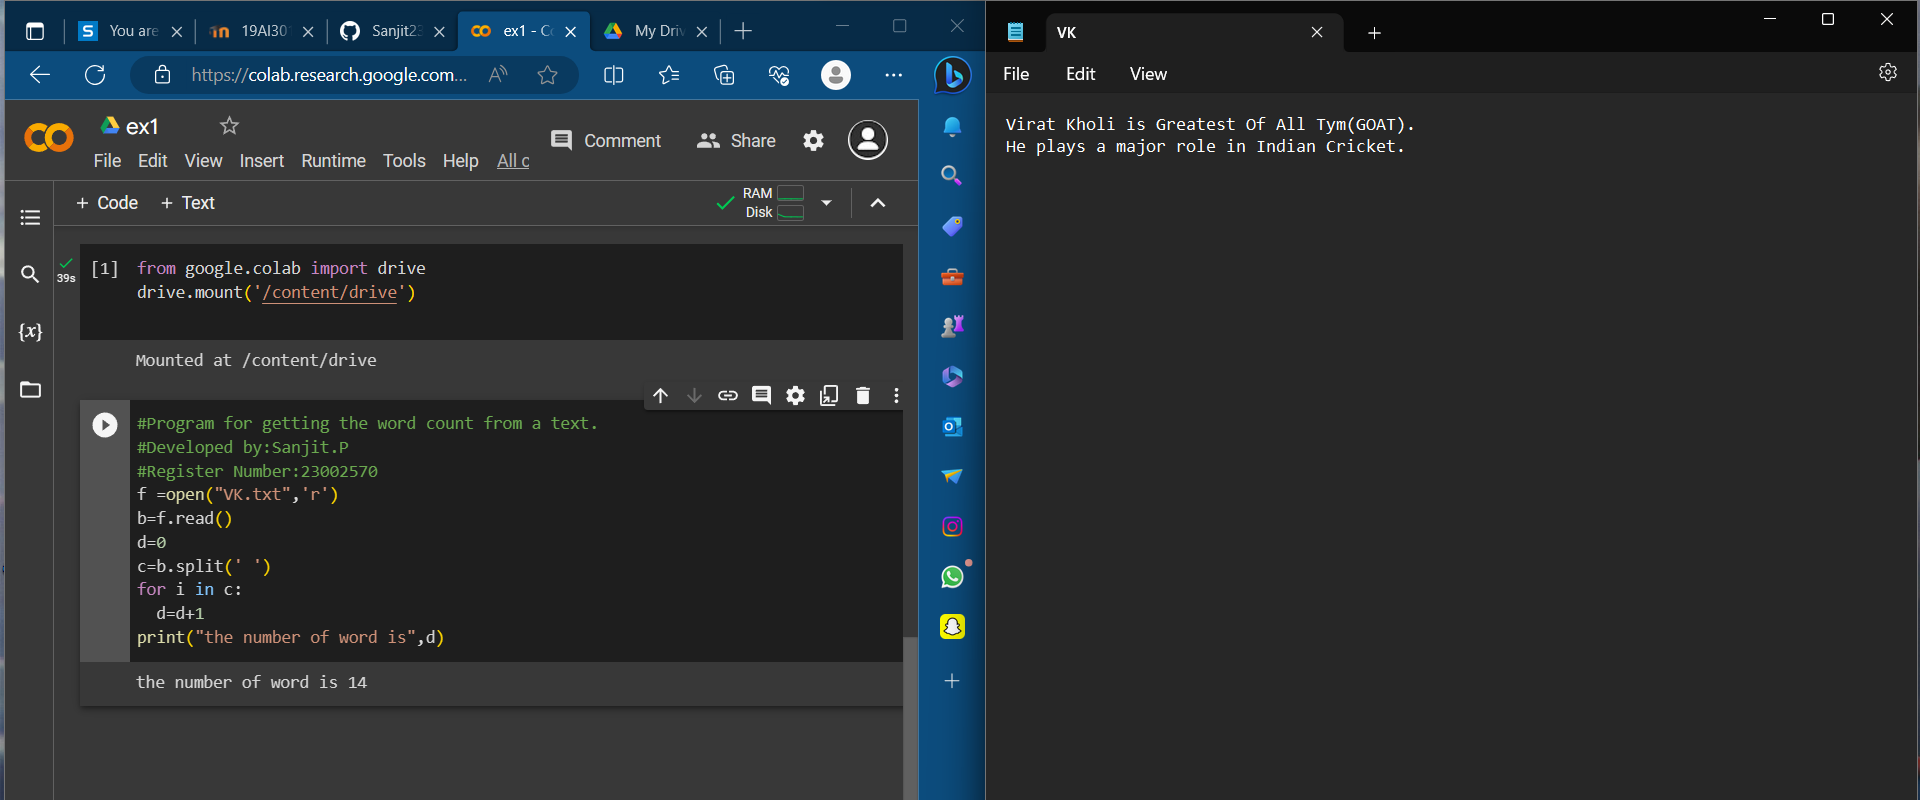 You are
19AI30
Sanjit23
ex1 - Co
My Driv
https://colab.research.google.com...
ex1
Comment
Share
File Edit View Insert Runtime Tools Help All c
+ Code + Text
RAM
Disk
39s
[1] from google.colab import drive
drive.mount('/content/drive')
Mounted at /content/drive
{x}
#Program for getting the word count from a text.
#Developed by:Sanjit.P
#Register Number:23002570
f =open("VK.txt",'r')
b=f.read()
d=0
c=b.split(' ')
for i in c:
d=d+1
print("the number of word is",d)
the number of word is 14
VK
File Edit View
Virat Kholi is Greatest Of All Tym(GOAT).
He plays a major role in Indian Cricket.